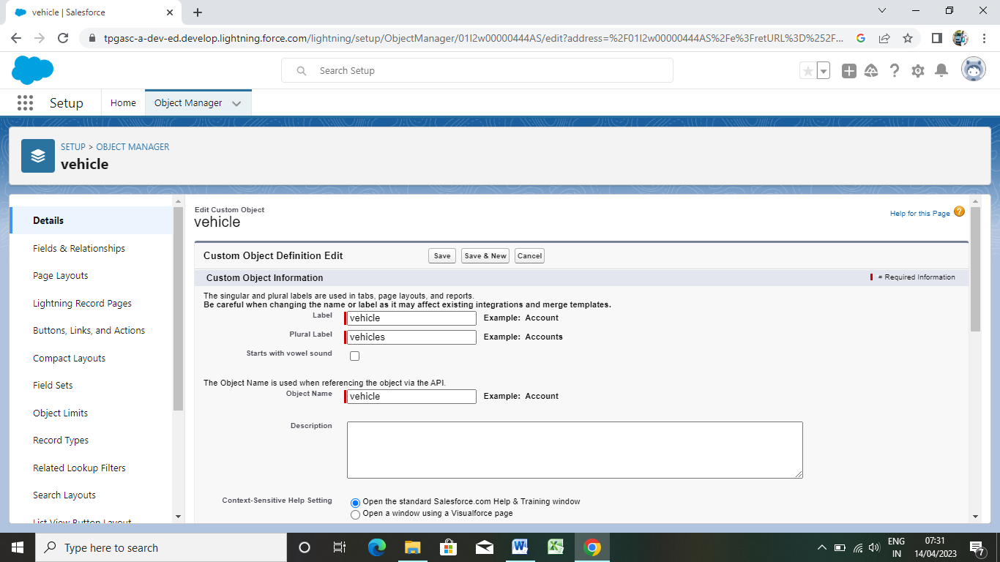 vehicle | Salesforce
tpgasc-a-dev-ed.develop.lightning.force.com/lightning/setup/ObjectManager/01I2w00000444AS/edit?address=%2F01I2w00000444AS%2Fe%3FretURL%3D%252F...
Search Setup
Setup
Home
Object Manager
SETUP > OBJECT MANAGER
vehicle
Details
Fields & Relationships
Page Layouts
Lightning Record Pages
Buttons, Links, and Actions
Compact Layouts
Field Sets
Object Limits
Record Types
Related Lookup Filters
Search Layouts
List View Button Layout
Edit Custom Object
vehicle
Help for this Page
Custom Object Definition Edit
Save
Save & New
Cancel
Custom Object Information
= Required Information
The singular and plural labels are used in tabs, page layouts, and reports.
Be careful when changing the name or label as it may affect existing integrations and merge templates.
Label vehicle Example: Account
Plural Label vehicles Example: Accounts
Starts with vowel sound
The Object Name is used when referencing the object via the API.
Object Name vehicle Example: Account
Description
Context-Sensitive Help Setting Open the standard Salesforce.com Help & Training window
Open a window using a Visualforce page
Type here to search
ENG
IN
07:31
14/04/2023
7